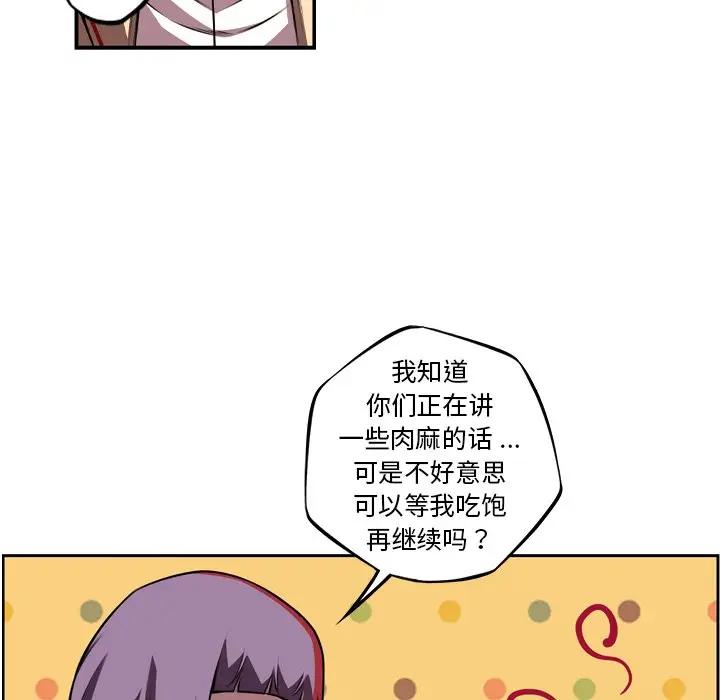 我知道
你们正在讲
一些肉麻的话...
可是不好意思
可以等我吃饱
再继续吗？